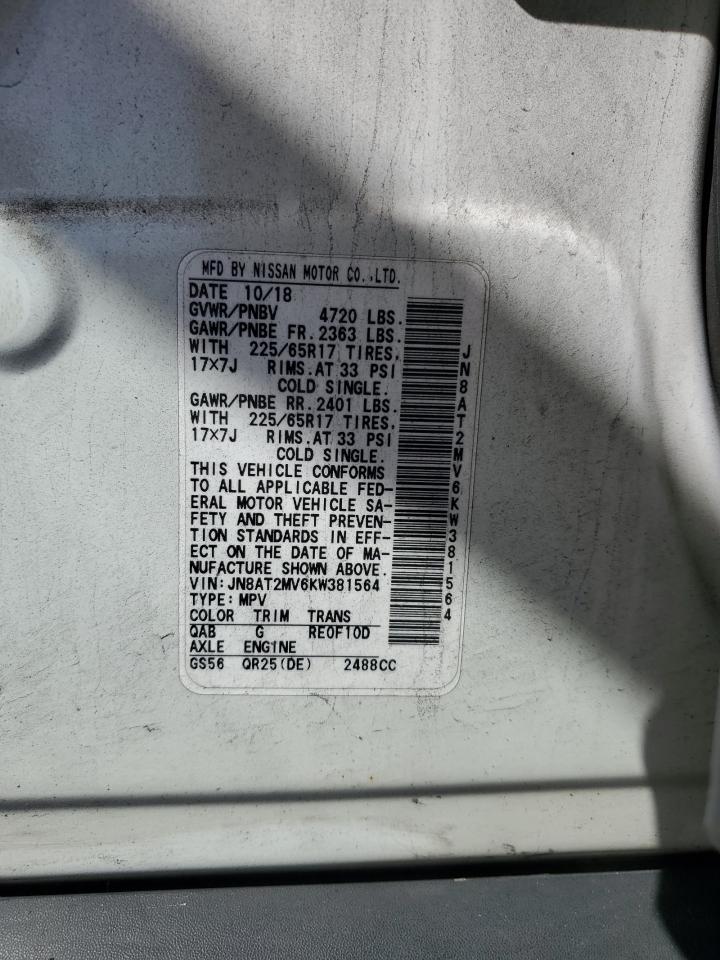 MFD BY NISSAN MOTOR CO.,LTD.
DATE 10/18
GVWR/PNBV 4720 LBS.
GAWR/PNBE FR. 2363 LBS.
WITH 225/65R17 TIRES,
17×7J RIMS.AT 33 PSI
COLD SINGLE.
GAWR/PNBE RR. 2401 LBS.
WITH 225/65R17 TIRES,
17×7J RIMS.AT 33 PSI
COLD SINGLE.
THIS VEHICLE CONFORMS
TO ALL APPLICABLE FED-
ERAL MOTOR VEHICLE SA-
FETY AND THEFT PREVEN-
TION STANDARDS IN EFF-
ECT ON THE DATE OF MA-
NUFACTURE SHOWN ABOVE.
VIN:JN8AT2MV6KW381564
TYPE:MPV
COLOR TRIM TRANS
QAB G RE0F10D
AXLE ENGINE
GS56 QR25(DE) 2488CC
JN8AT2MV6KW381564